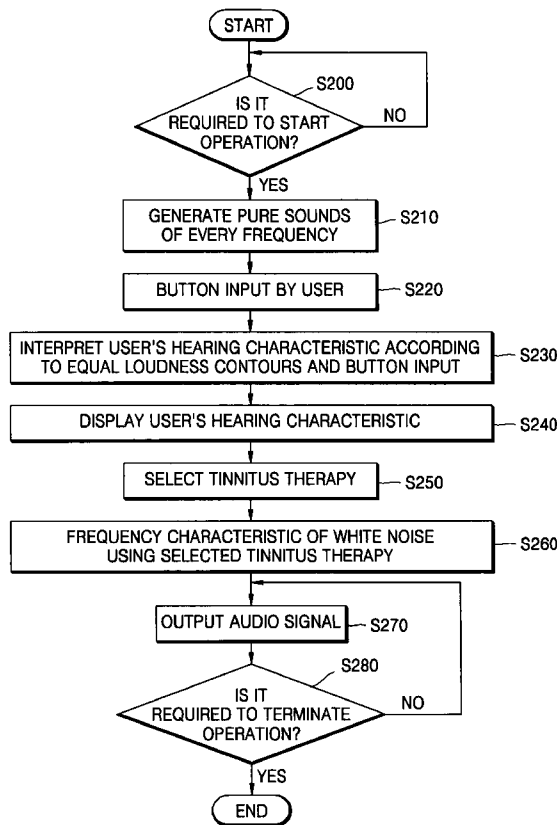 START
S200
IS IT
REQUIRED TO START
OPERATION?
NO
YES
GENERATE PURE SOUNDS
OF EVERY FREQUENCY
S210
BUTTON INPUT BY USER
S220
INTERPRET USER'S HEARING CHARACTERISTIC ACCORDING
TO EQUAL LOUDNESS CONTOURS AND BUTTON INPUT
S230
DISPLAY USER'S HEARING CHARACTERISTIC
S240
SELECT TINNITUS THERAPY
S250
FREQUENCY CHARACTERISTIC OF WHITE NOISE
USING SELECTED TINNITUS THERAPY
S260
OUTPUT AUDIO SIGNAL
S270
S280
IS IT
REQUIRED TO TERMINATE
OPERATION?
NO
YES
END